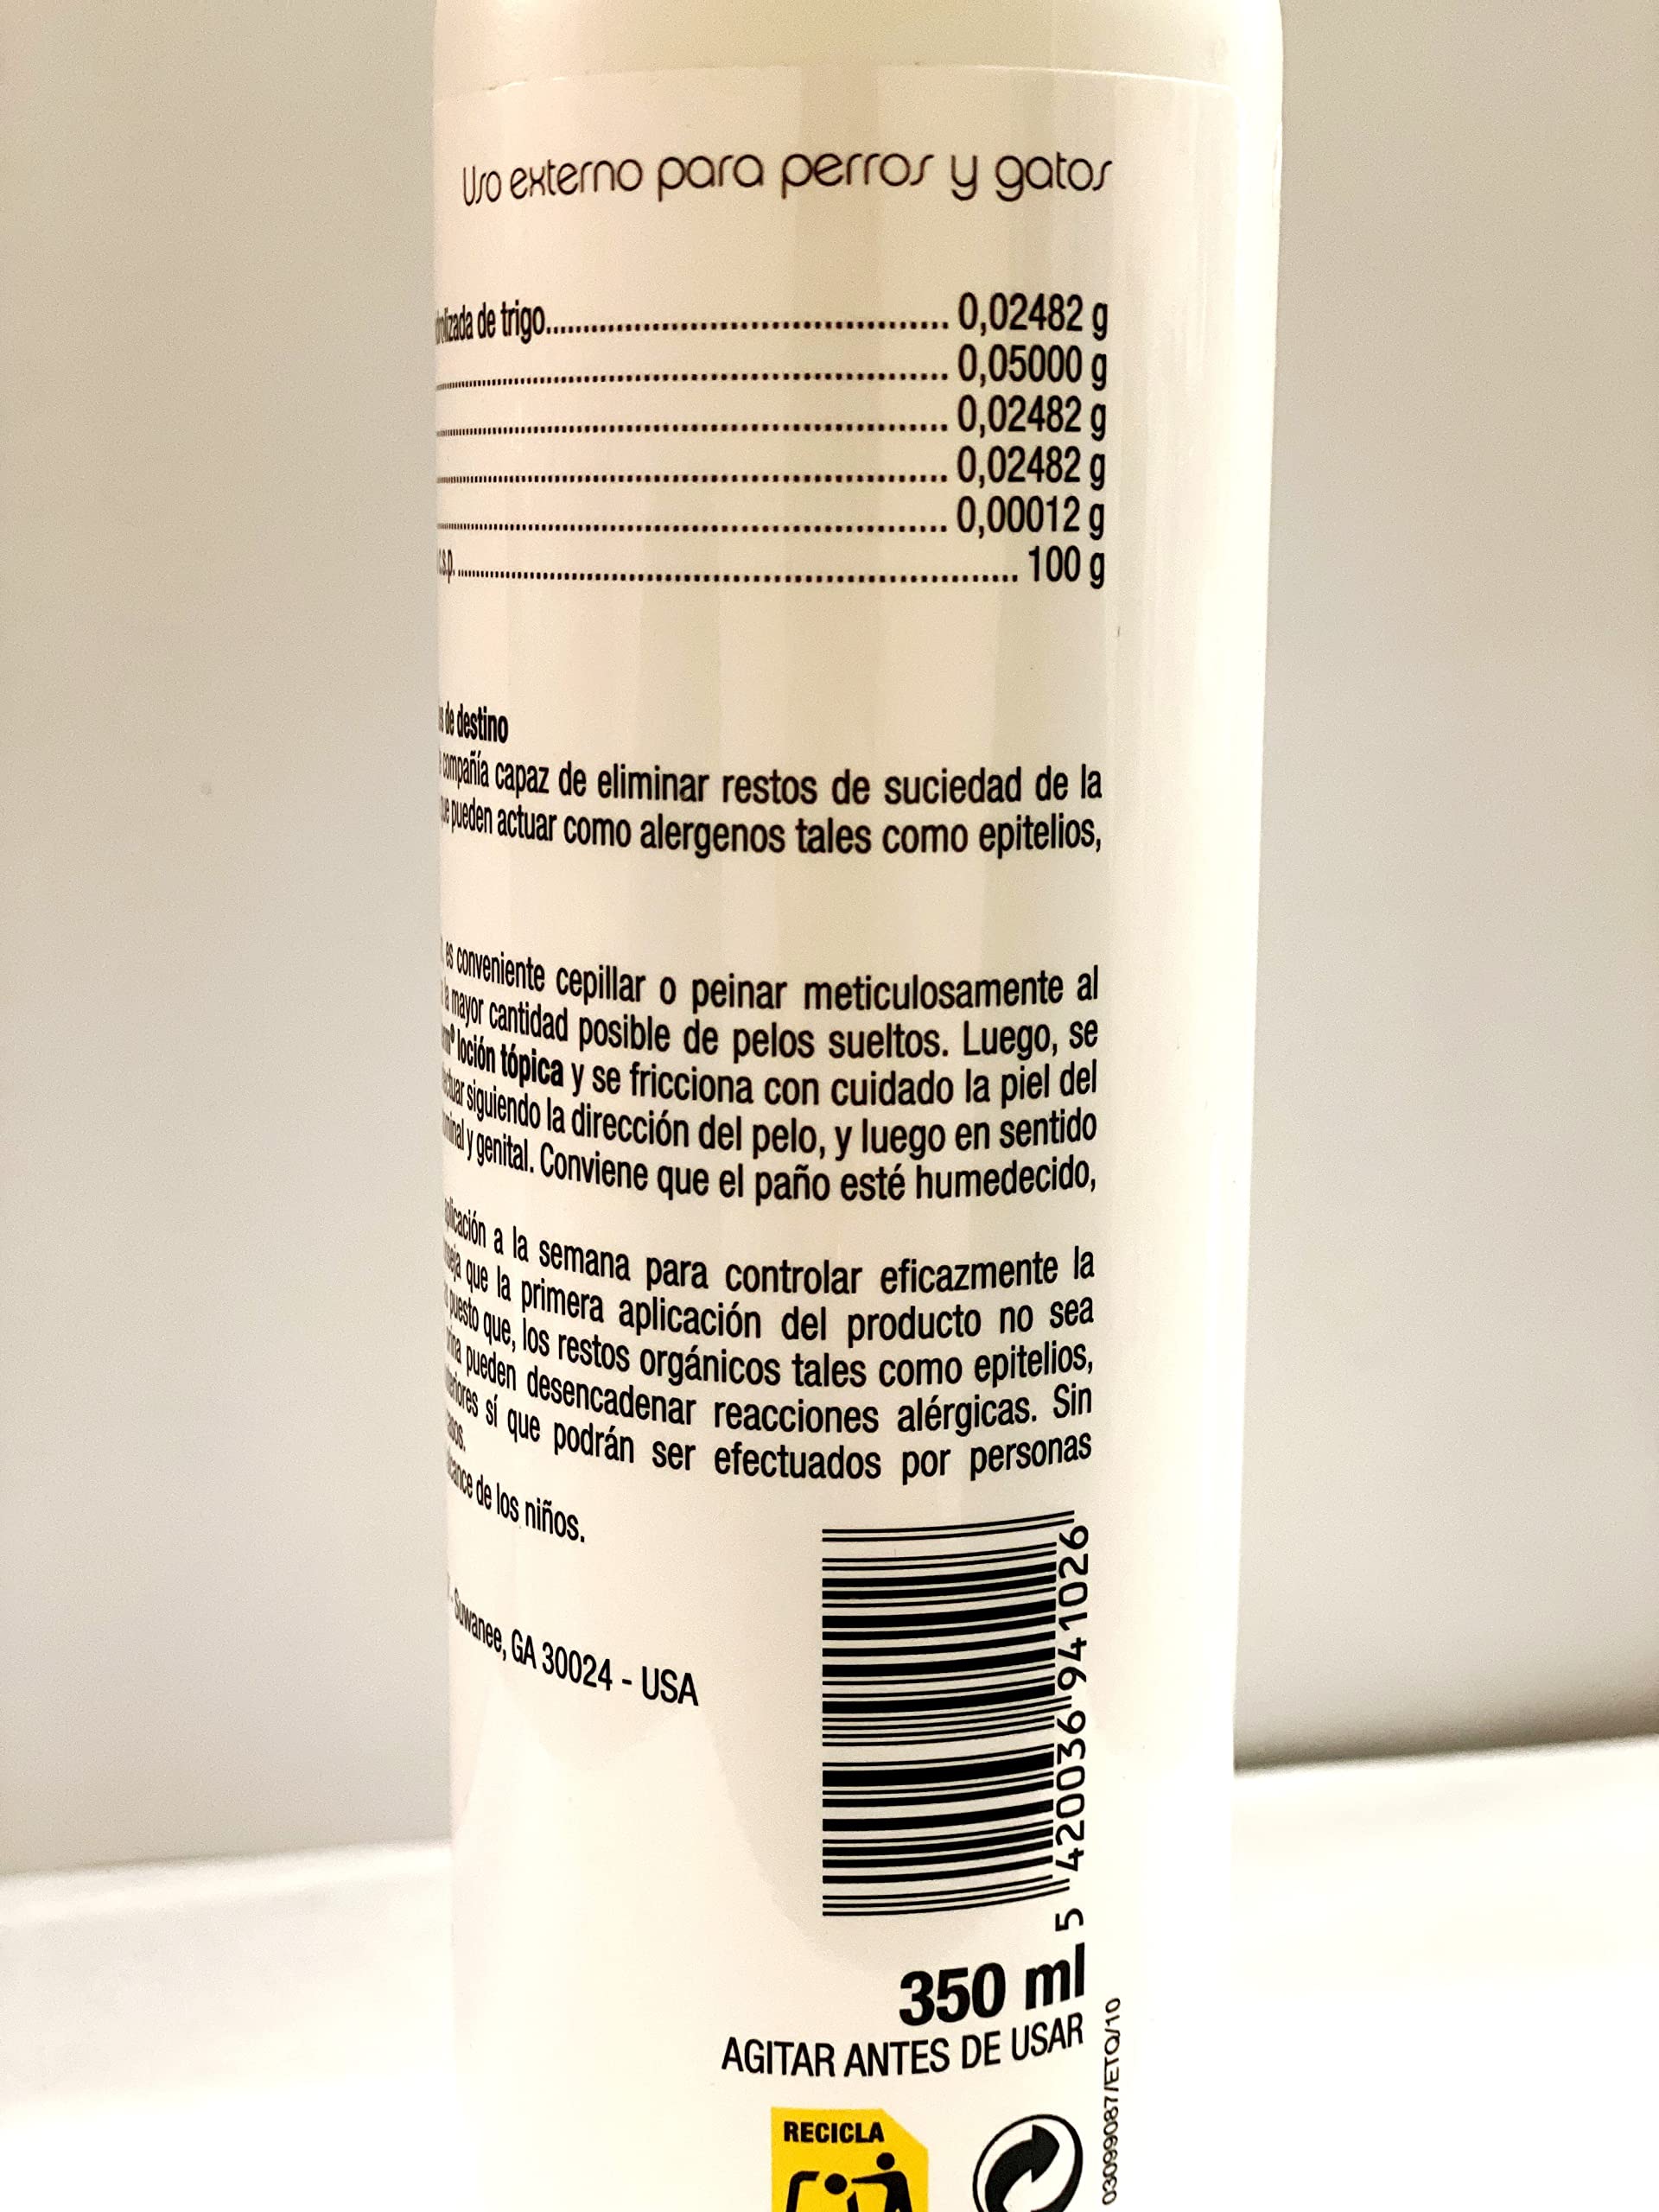 Uso externo para perros y gatos
de trigo.......... 0,02482 g
.......... 0,05000 g
.......... 0,02482 g
.......... 0,02482 g
.......... 0,00012 g
c.s.p. .......... 100 g
de destino
compañía capaz de eliminar restos de suciedad de la
que pueden actuar como alergenos tales como epitelios,
es conveniente cepillar o peinar meticulosamente al
la mayor cantidad posible de pelos sueltos. Luego, se
loción tópica y se fricciona con cuidado la piel del
siguiendo la dirección del pelo, y luego en sentido
y genital. Conviene que el paño esté humedecido,
a la semana para controlar eficazmente la
que la primera aplicación del producto no sea
puesto que, los restos orgánicos tales como epitelios,
pueden desencadenar reacciones alérgicas. Sin
sí que podrán ser efectuados por personas
de los niños.
Suwanee, GA 30024 - USA
5 420036 941026
350 ml
AGITAR ANTES DE USAR
03099087/ETQ/10
RECICLA